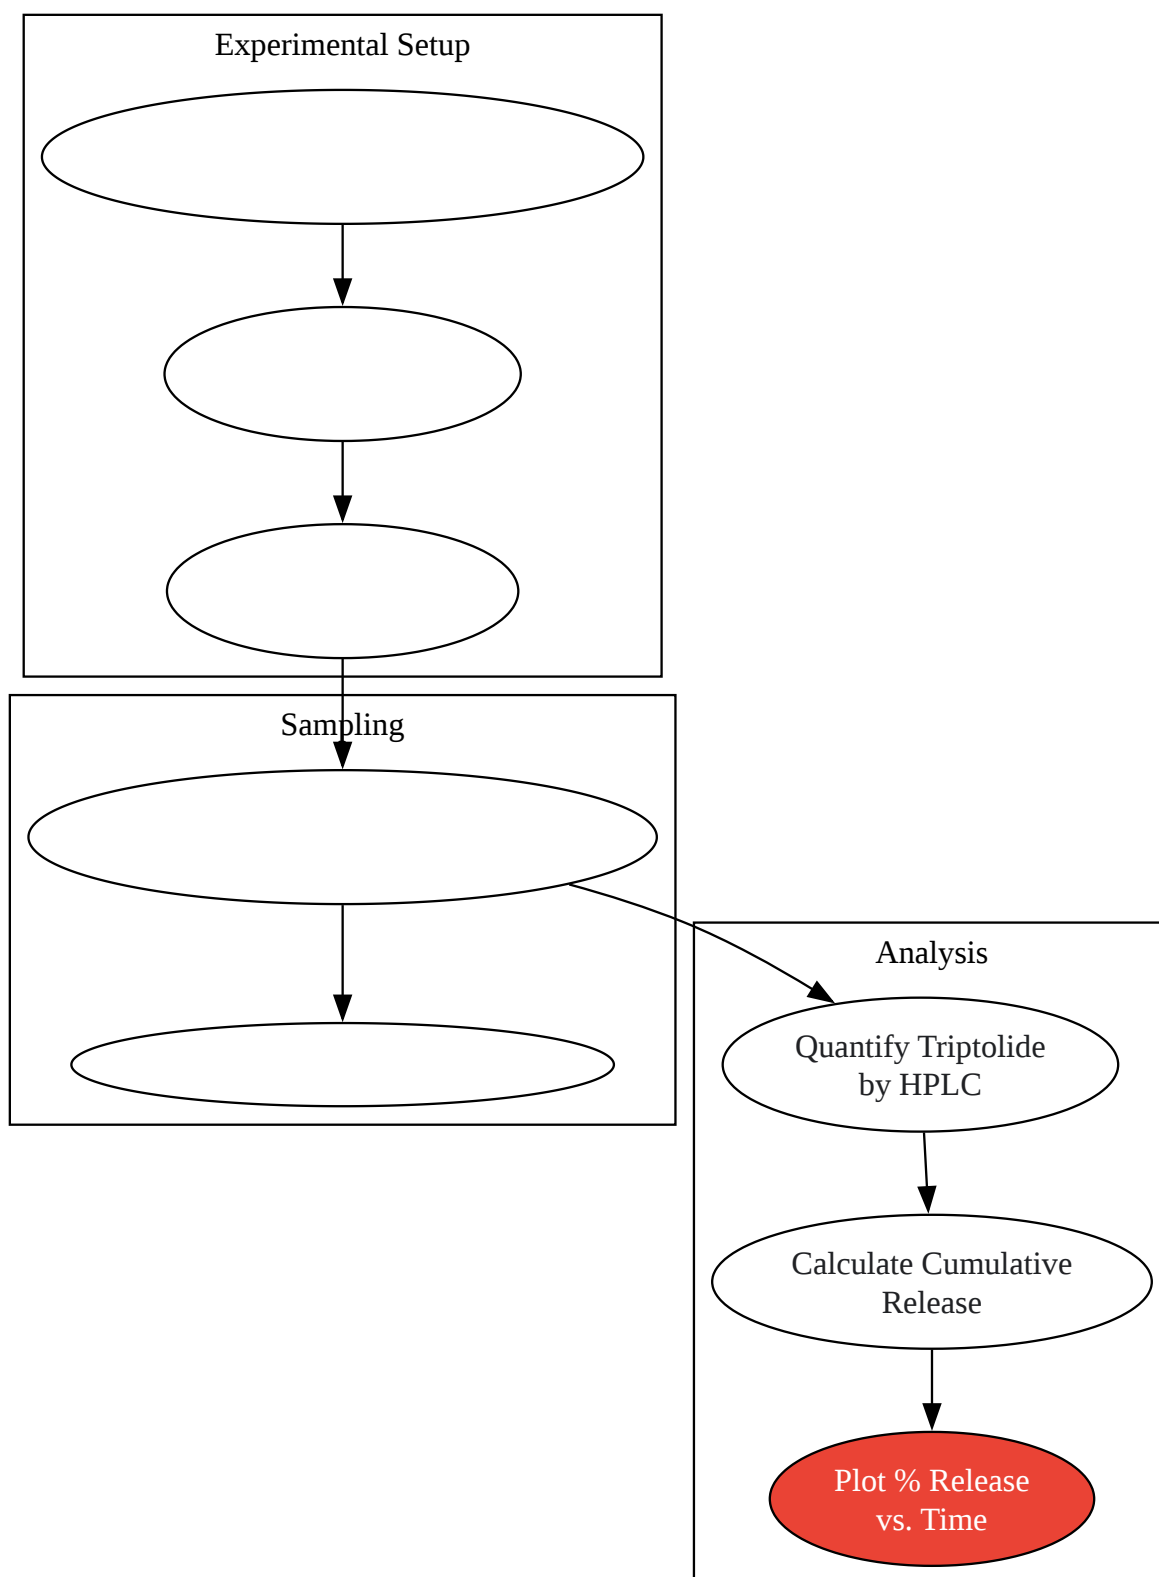 Experimental Setup
Sampling
Analysis
Quantify Triptolide
by HPLC
Calculate Cumulative
Release
Plot % Release
vs. Time